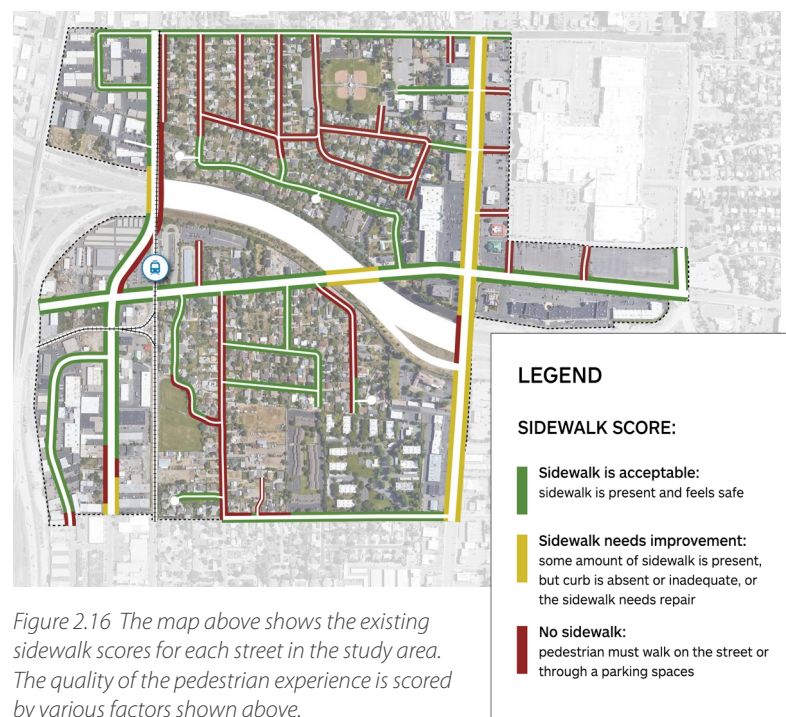 LEGEND
SIDEWALK SCORE:
Sidewalk is acceptable:
sidewalk is present and feels safe
Sidewalk needs improvement:
some amount of sidewalk is present,
but curb is absent or inadequate, or
the sidewalk needs repair
No sidewalk:
pedestrian must walk on the street or
through a parking spaces
Figure 2.16 The map above shows the existing
sidewalk scores for each street in the study area.
The quality of the pedestrian experience is scored
by various factors shown above.